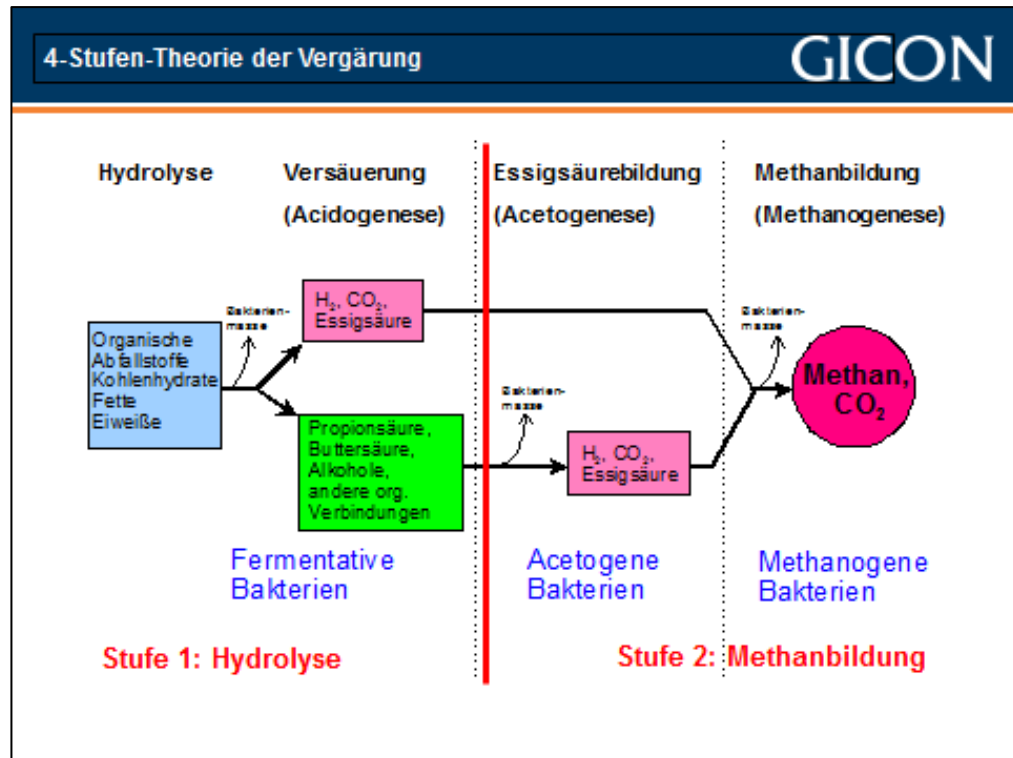 4-Stufen-Theorie der Vergärung
GICON
Hydrolyse
Versäuerung
(Acidogenese)
Essigsäurebildung
(Acetogenese)
Methanbildung
(Methanogenese)
Organische
Abfallstoffe
Kohlenhydrate
Fette
Eiweiße
Bakterien-
masse
H₂, CO₂,
Essigsäure
Propionsäure,
Buttersäure,
Alkohole,
andere org.
Verbindungen
Bakterien-
masse
Bakterien-
masse
H₂, CO₂,
Essigsäure
Bakterien-
masse
Methan,
CO₂
Fermentative
Bakterien
Acetogene
Bakterien
Methanogene
Bakterien
Stufe 1: Hydrolyse
Stufe 2: Methanbildung